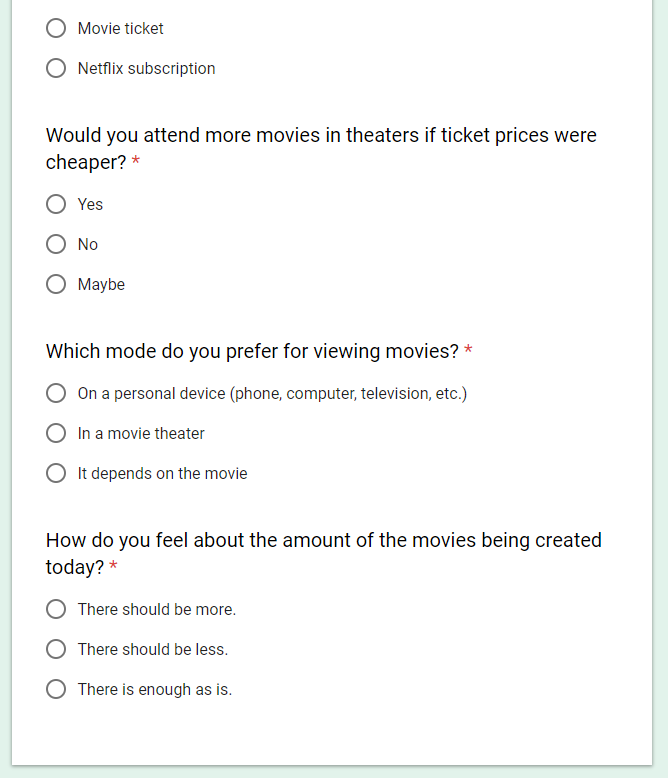 Movie ticket
Netflix subscription
Would you attend more movies in theaters if ticket prices were
cheaper? *
Yes
No
Maybe
Which mode do you prefer for viewing movies? *
On a personal device (phone, computer, television, etc.)
In a movie theater
It depends on the movie
How do you feel about the amount of the movies being created
today? *
There should be more.
There should be less.
There is enough as is.